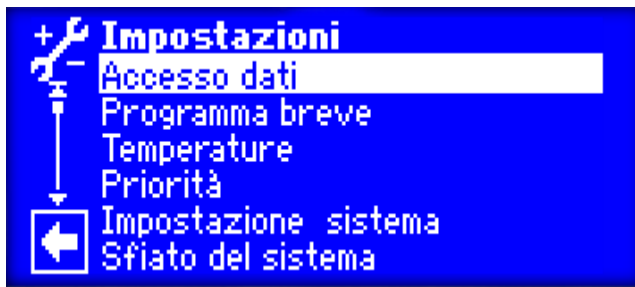 Impostazioni
Accesso dati
Programma breve
Temperature
Priorità
Impostazione sistema
Sfiato del sistema